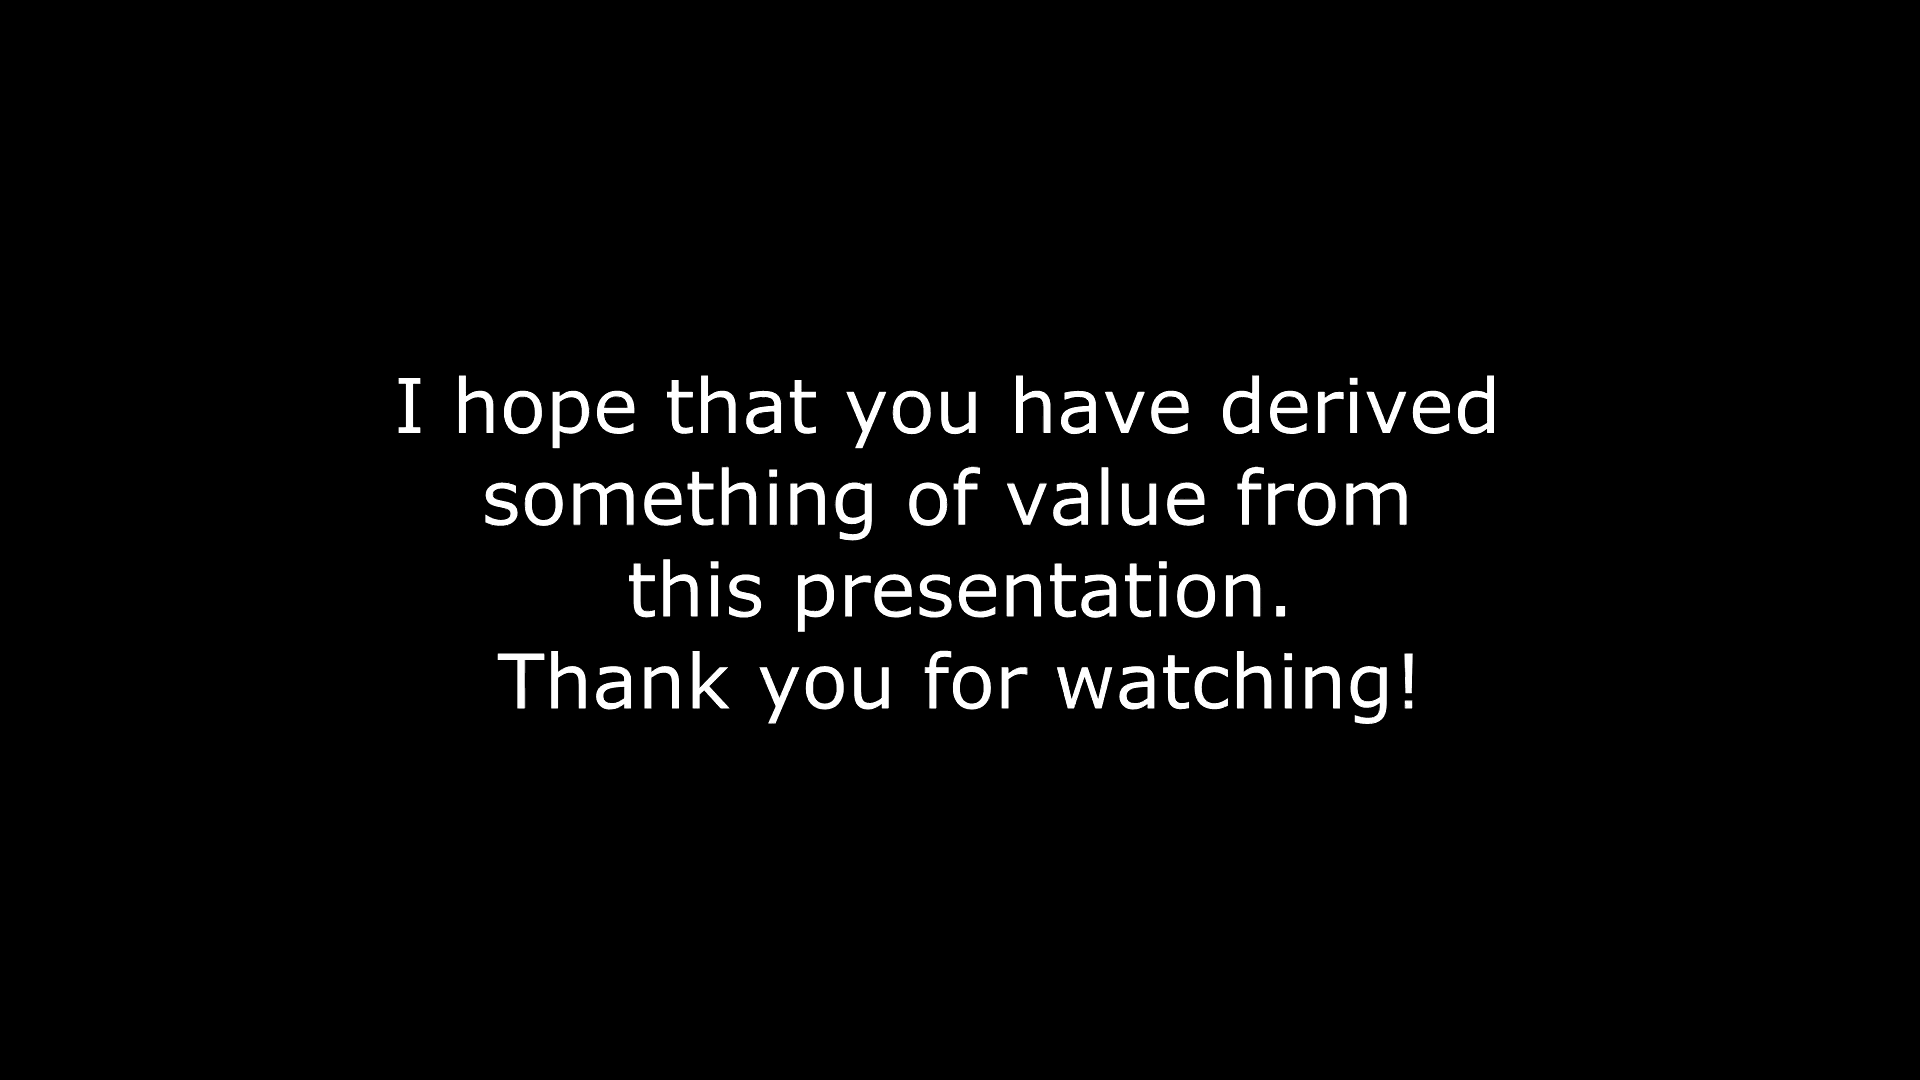 I hope that you have derived
something of value from
this presentation.
Thank you for watching!